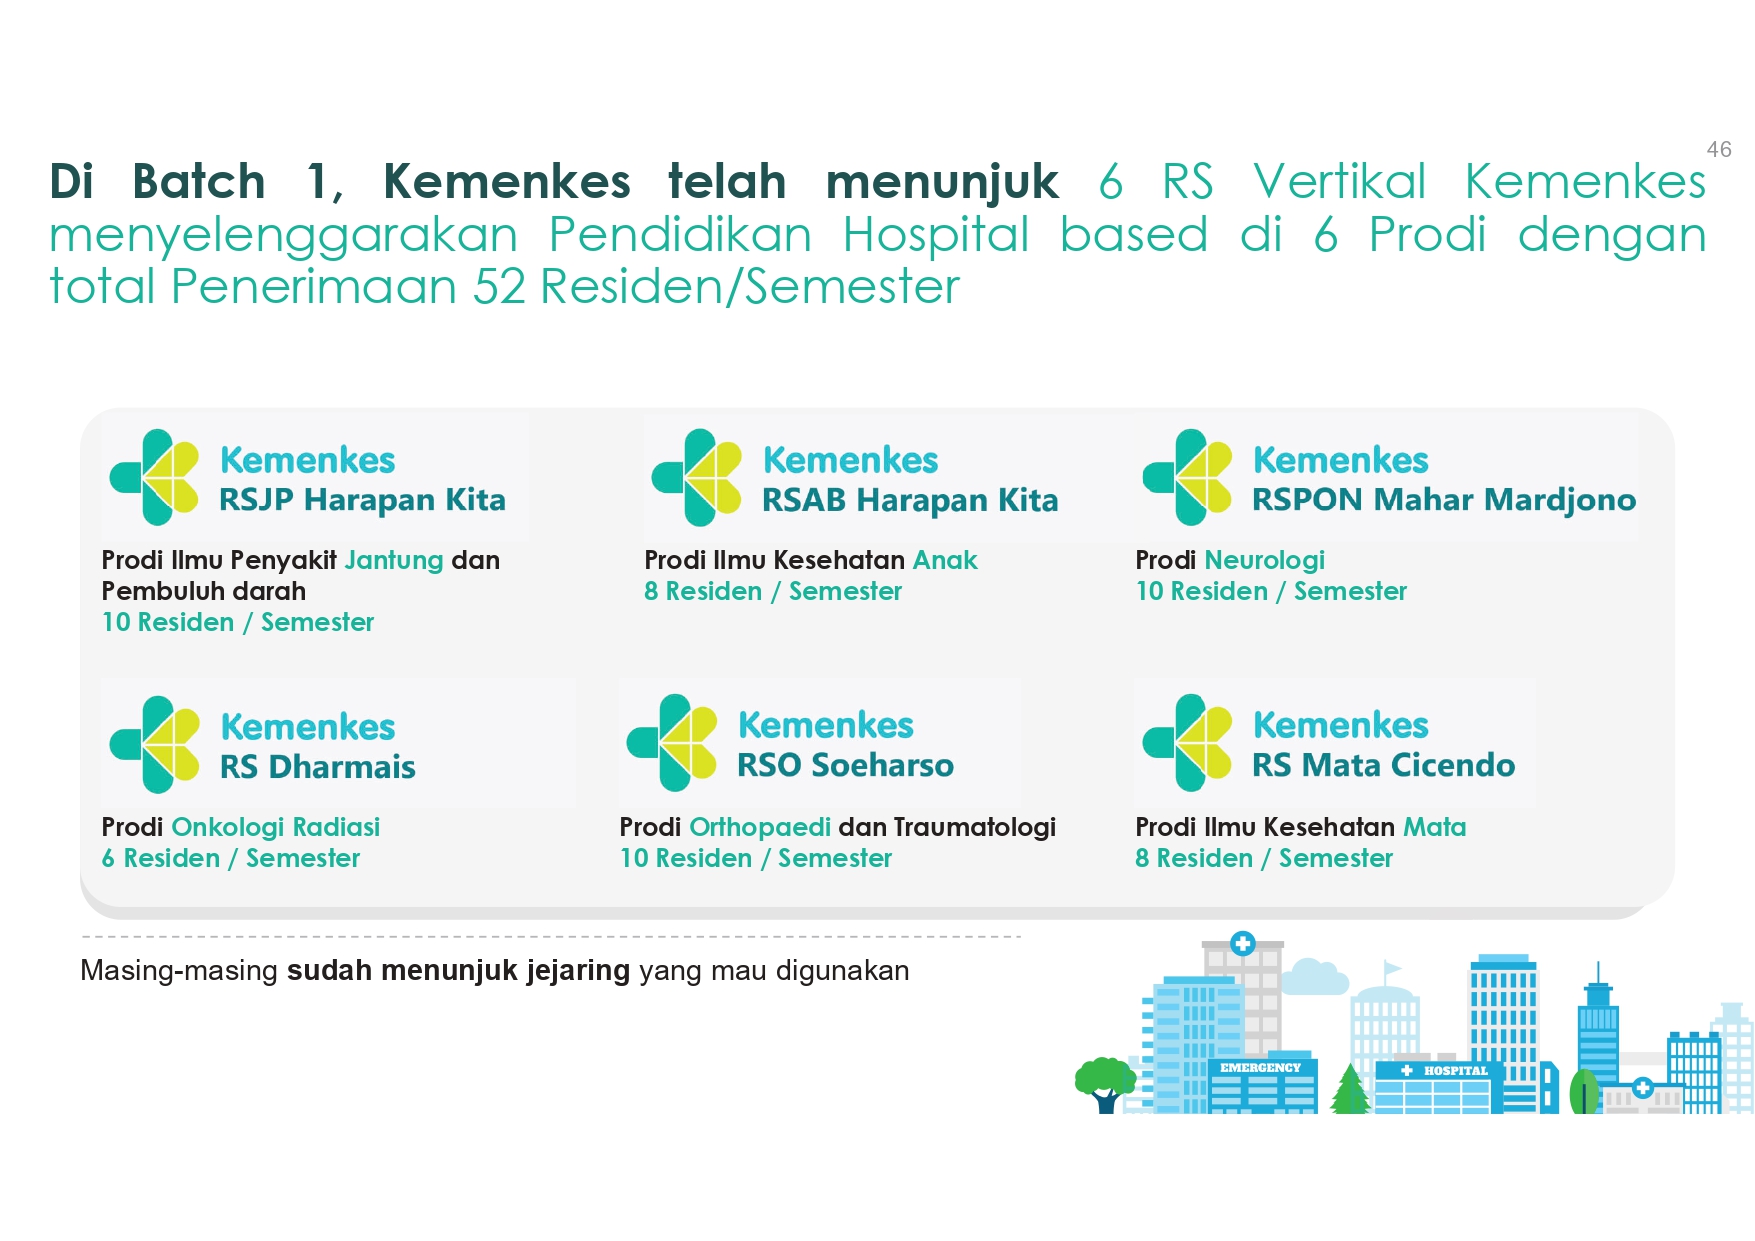 46
Di Batch 1, Kemenkes telah menunjuk 6 RS Vertikal Kemenkes
menyelenggarakan Pendidikan Hospital based di 6 Prodi dengan
total Penerimaan 52 Residen/Semester
Kemenkes
RSJP Harapan Kita
Prodi Ilmu Penyakit Jantung dan
Pembuluh darah
10 Residen / Semester
Kemenkes
RSAB Harapan Kita
Prodi Ilmu Kesehatan Anak
8 Residen / Semester
Kemenkes
RSPON Mahar Mardjono
Prodi Neurologi
10 Residen / Semester
Kemenkes
RS Dharmais
Prodi Onkologi Radiasi
6 Residen / Semester
Kemenkes
RSO Soeharso
Prodi Orthopaedi dan Traumatologi
10 Residen / Semester
Kemenkes
RS Mata Cicendo
Prodi Ilmu Kesehatan Mata
8 Residen / Semester
Masing-masing sudah menunjuk jejaring yang mau digunakan
EMERGENCY
HOSPITAL